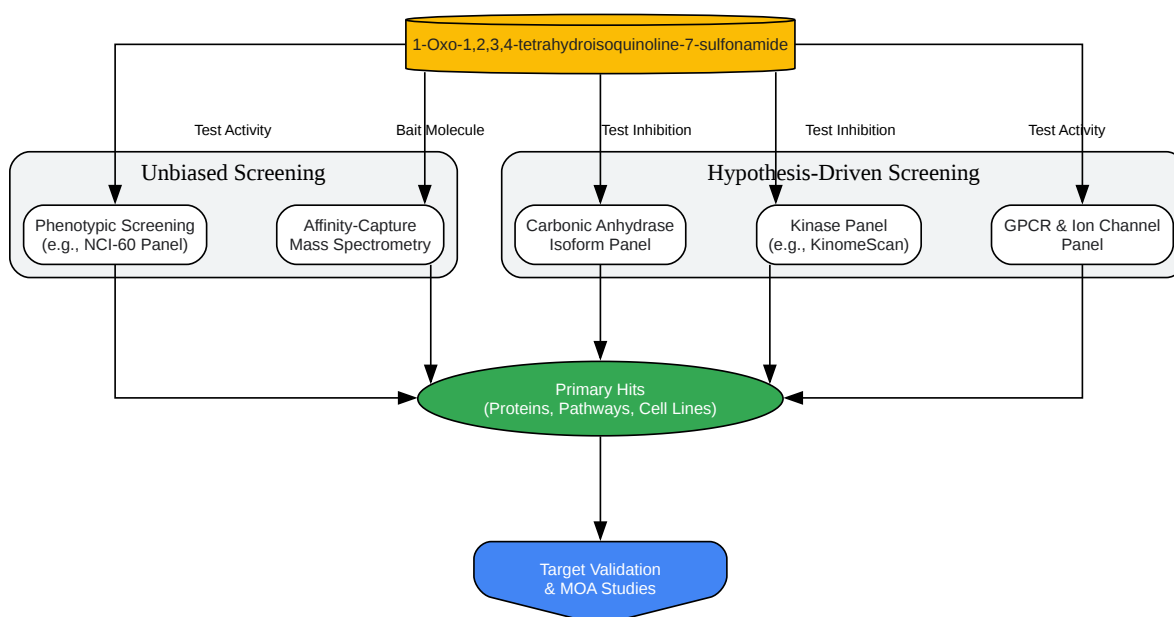 1-Oxo-1,2,3,4-tetrahydroisoquinoline-7-sulfonamide
Test Activity
Bait Molecule
Test Inhibition
Test Inhibition
Test Activity
Unbiased Screening
Hypothesis-Driven Screening
Phenotypic Screening
(e.g., NCI-60 Panel)
Affinity-Capture
Mass Spectrometry
Carbonic Anhydrase
Isoform Panel
Kinase Panel
(e.g., KinomeScan)
GPCR & Ion Channel
Panel
Primary Hits
(Proteins, Pathways, Cell Lines)
Target Validation
& MOA Studies